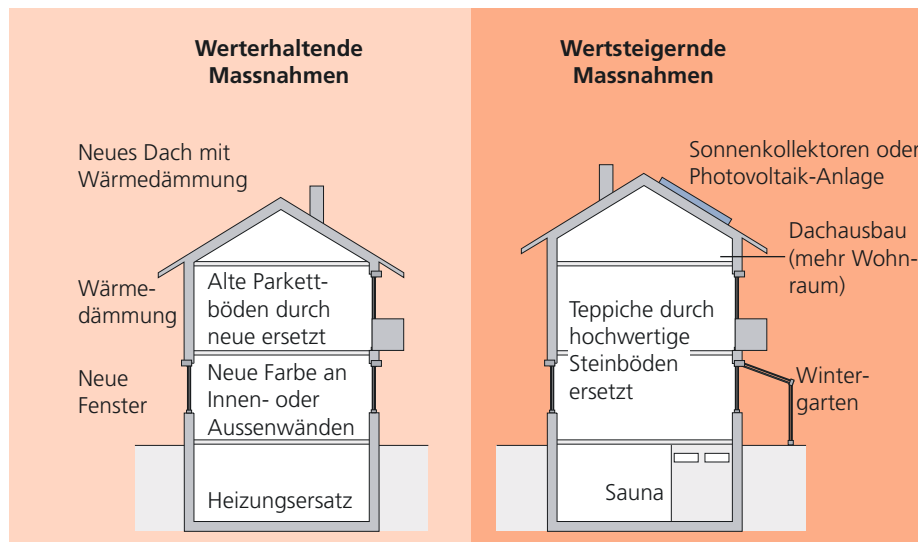 Werterhaltende
Massnahmen
Neues Dach mit
Wärmedämmung
Wärme-
dämmung
Alte Parkett-
böden durch
neue ersetzt
Neue
Fenster
Neue Farbe an
Innen- oder
Aussenwänden
Heizungsersatz
Wertsteigernde
Massnahmen
Sonnenkollektoren oder
Photovoltaik-Anlage
Dachausbau
(mehr Wohn-
raum)
Teppiche durch
hochwertige
Steinböden
ersetzt
Winter-
garten
Sauna